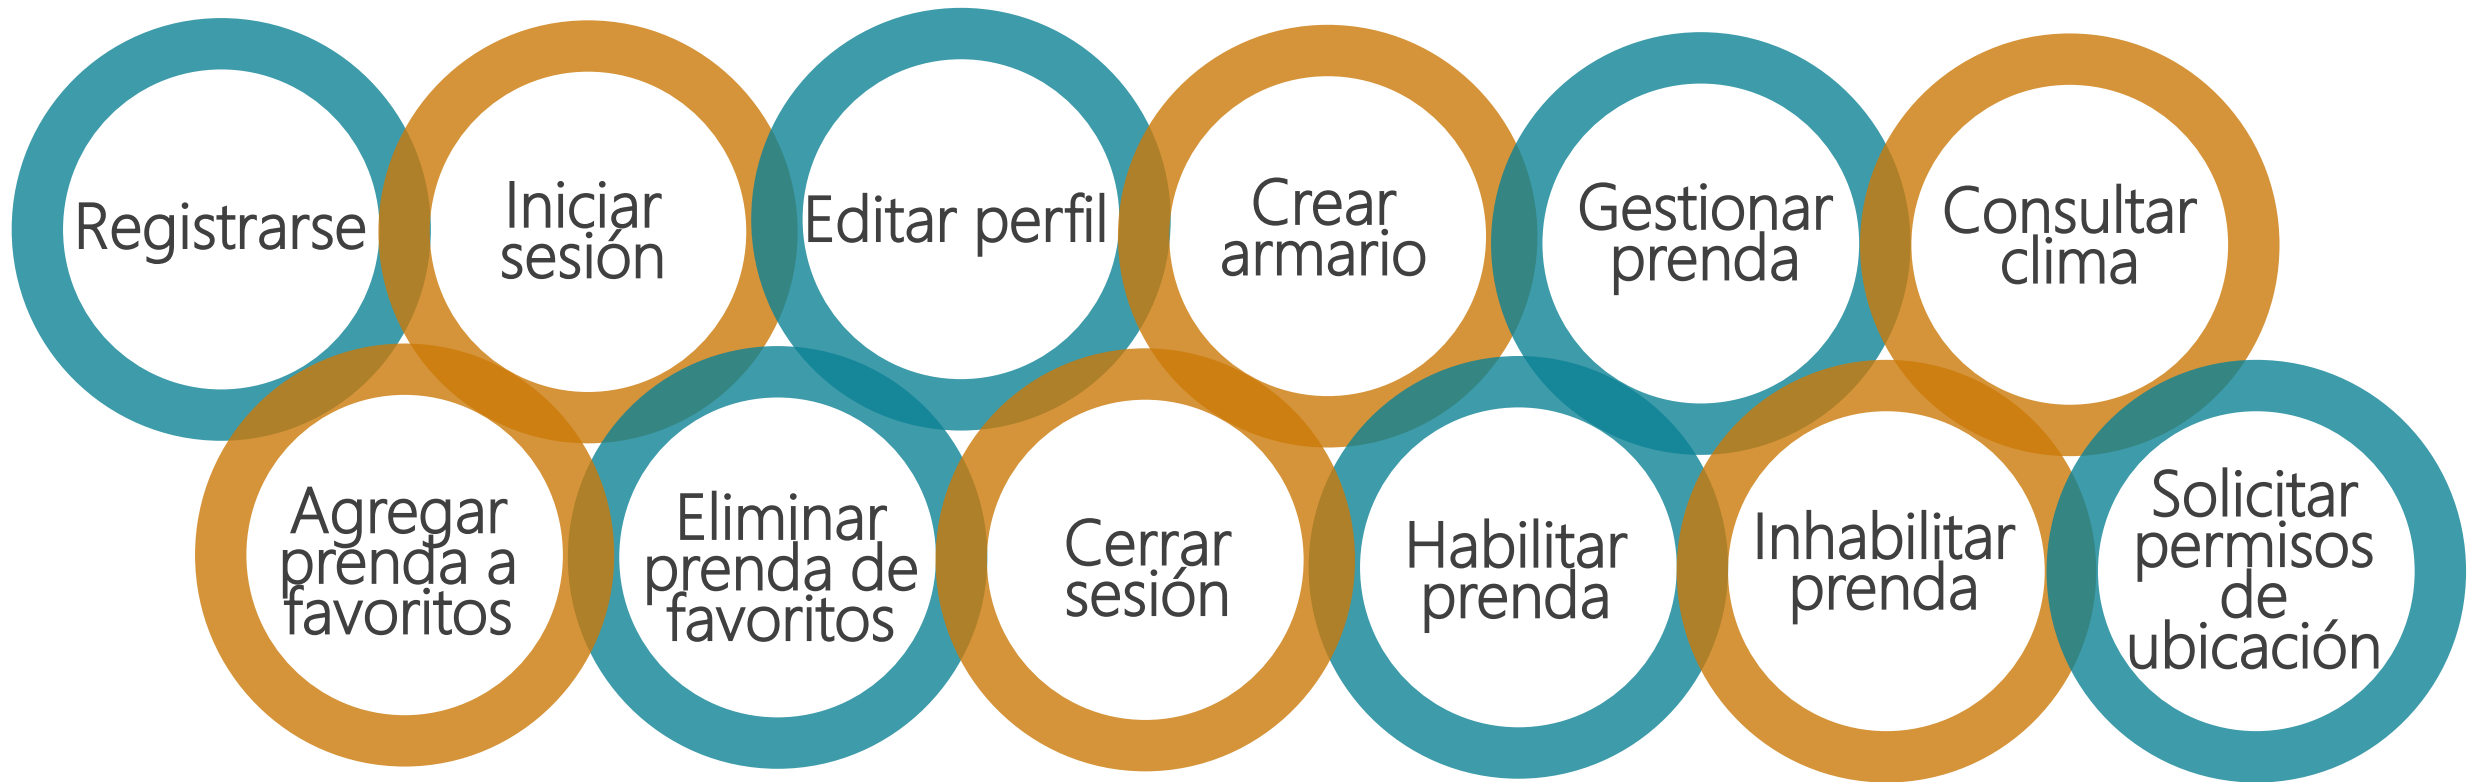 Registrarse
Iniciar
sesión
Editar perfil
Crear
armario
Gestionar
prenda
Consultar
clima
Agregar
prenda a
favoritos
Eliminar
prenda de
favoritos
Cerrar
sesión
Habilitar
prenda
Inhabilitar
prenda
Solicitar
permisos
de
ubicación